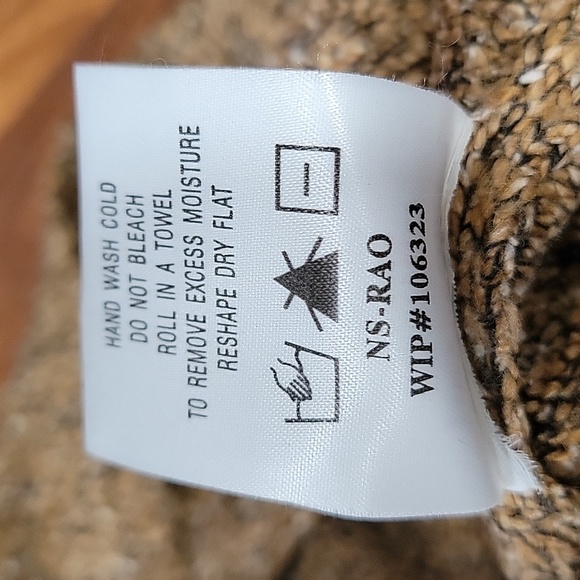 HAND WASH COLD
DO NOT BLEACH
ROLL IN A TOWEL
TO REMOVE EXCESS MOISTURE
RESHAPE DRY FLAT
NS-RAO
WIP#106323